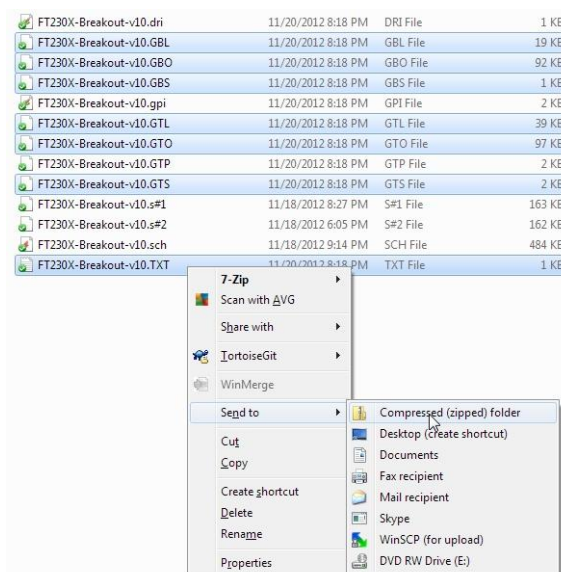 FT230X-Breakout-v10.dri 11/20/2012 8:18 PM DRI File 1 KB
FT230X-Breakout-v10.GBL 11/20/2012 8:18 PM GBL File 19 KB
FT230X-Breakout-v10.GBO 11/20/2012 8:18 PM GBO File 92 KB
FT230X-Breakout-v10.GBS 11/20/2012 8:18 PM GBS File 1 KB
FT230X-Breakout-v10.gpi 11/20/2012 8:18 PM GPI File 2 KB
FT230X-Breakout-v10.GTL 11/20/2012 8:18 PM GTL File 39 KB
FT230X-Breakout-v10.GTO 11/20/2012 8:18 PM GTO File 97 KB
FT230X-Breakout-v10.GTP 11/20/2012 8:18 PM GTP File 2 KB
FT230X-Breakout-v10.GTS 11/20/2012 8:18 PM GTS File 2 KB
FT230X-Breakout-v10.s#1 11/18/2012 8:27 PM S#1 File 163 KB
FT230X-Breakout-v10.s#2 11/18/2012 6:05 PM S#2 File 162 KB
FT230X-Breakout-v10.sch 11/18/2012 9:14 PM SCH File 484 KB
FT230X-Breakout-v10.TXT 11/20/2012 8:18 PM TXT File 1 KB
7-Zip
Scan with AVG
Share with
TortoiseGit
WinMerge
Send to
Cut
Copy
Create shortcut
Delete
Rename
Properties
Compressed (zipped) folder
Desktop (create shortcut)
Documents
Fax recipient
Mail recipient
Skype
WinSCP (for upload)
DVD RW Drive (E:)